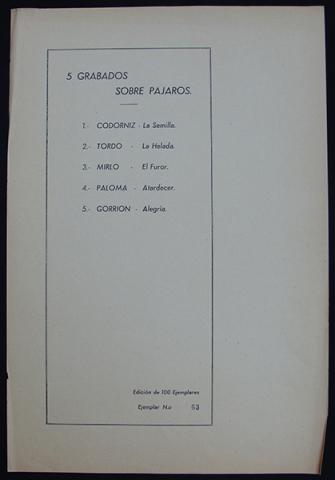 5 GRABADOS
SOBRE PAJAROS.
1.- CODORNIZ - La Semilla.
2.- TORDO - La Helada.
3.- MIRLO - El Furor.
4.- PALOMA - Atardecer.
5.- GORRION - Alegría.
Edición de 100 Ejemplares
Ejemplar N.o 53